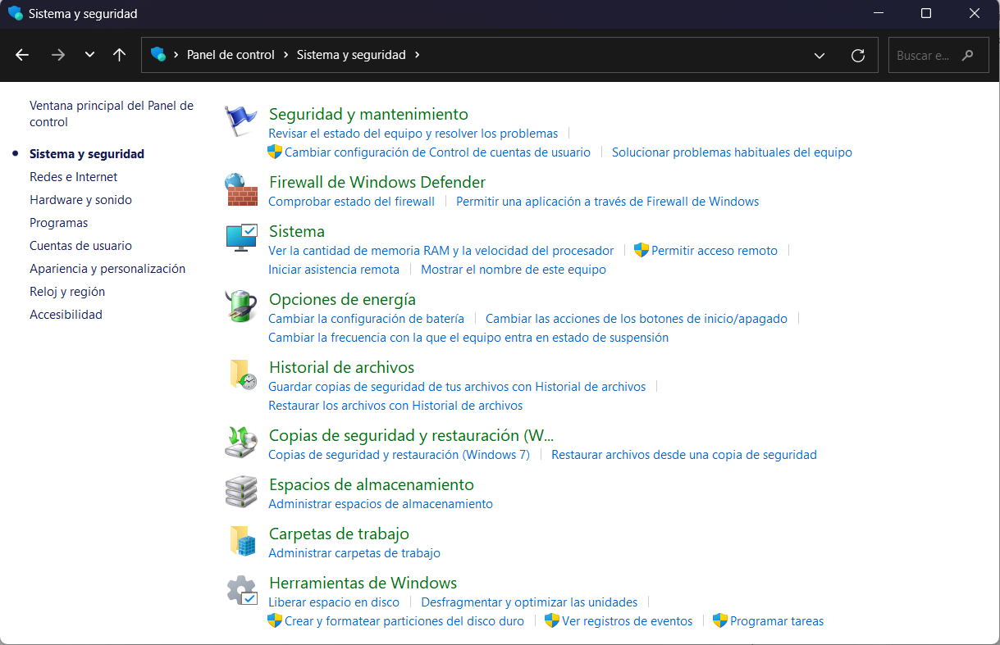 Sistema y seguridad
Panel de control > Sistema y seguridad >
Buscar e...
Ventana principal del Panel de
control
Sistema y seguridad
Redes e Internet
Hardware y sonido
Programas
Cuentas de usuario
Apariencia y personalización
Reloj y región
Accesibilidad
Seguridad y mantenimiento
Revisar el estado del equipo y resolver los problemas
Cambiar configuración de Control de cuentas de usuario | Solucionar problemas habituales del equipo
Firewall de Windows Defender
Comprobar estado del firewall | Permitir una aplicación a través de Firewall de Windows
Sistema
Ver la cantidad de memoria RAM y la velocidad del procesador | Permitir acceso remoto
Iniciar asistencia remota | Mostrar el nombre de este equipo
Opciones de energía
Cambiar la configuración de batería | Cambiar las acciones de los botones de inicio/apagado
Cambiar la frecuencia con la que el equipo entra en estado de suspensión
Historial de archivos
Guardar copias de seguridad de tus archivos con Historial de archivos
Restaurar los archivos con Historial de archivos
Copias de seguridad y restauración (W...
Copias de seguridad y restauración (Windows 7) | Restaurar archivos desde una copia de seguridad
Espacios de almacenamiento
Administrar espacios de almacenamiento
Carpetas de trabajo
Administrar carpetas de trabajo
Herramientas de Windows
Liberar espacio en disco | Desfragmentar y optimizar las unidades
Crear y formatear particiones del disco duro | Ver registros de eventos | Programar tareas